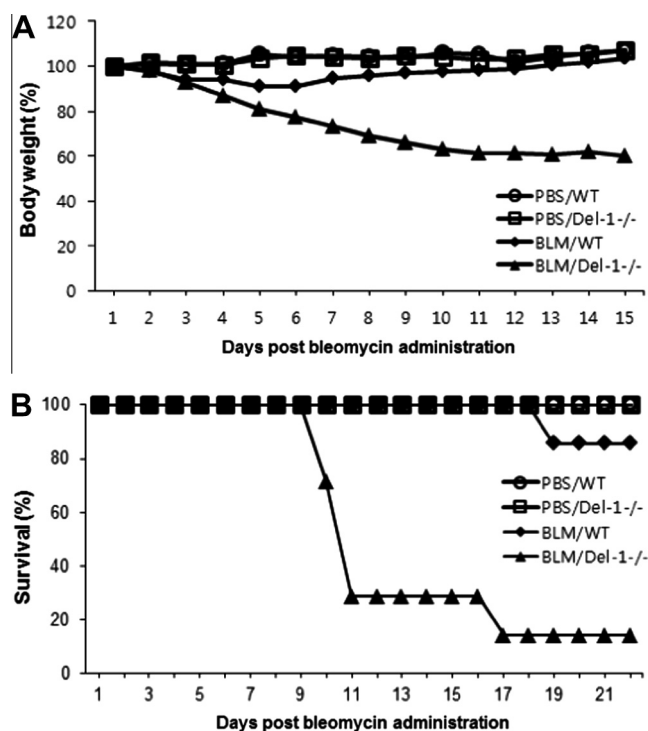 A
120
100
80
60
40
20
0
Body weight (%)
PBS/WT
PBS/Del-1-/-
BLM/WT
BLM/Del-1-/-
1 2 3 4 5 6 7 8 9 10 11 12 13 14 15
Days post bleomycin administration
B
100
80
60
40
20
0
Survival (%)
PBS/WT
PBS/Del-1-/-
BLM/WT
BLM/Del-1-/-
1 3 5 7 9 11 13 15 17 19 21
Days post bleomycin administration